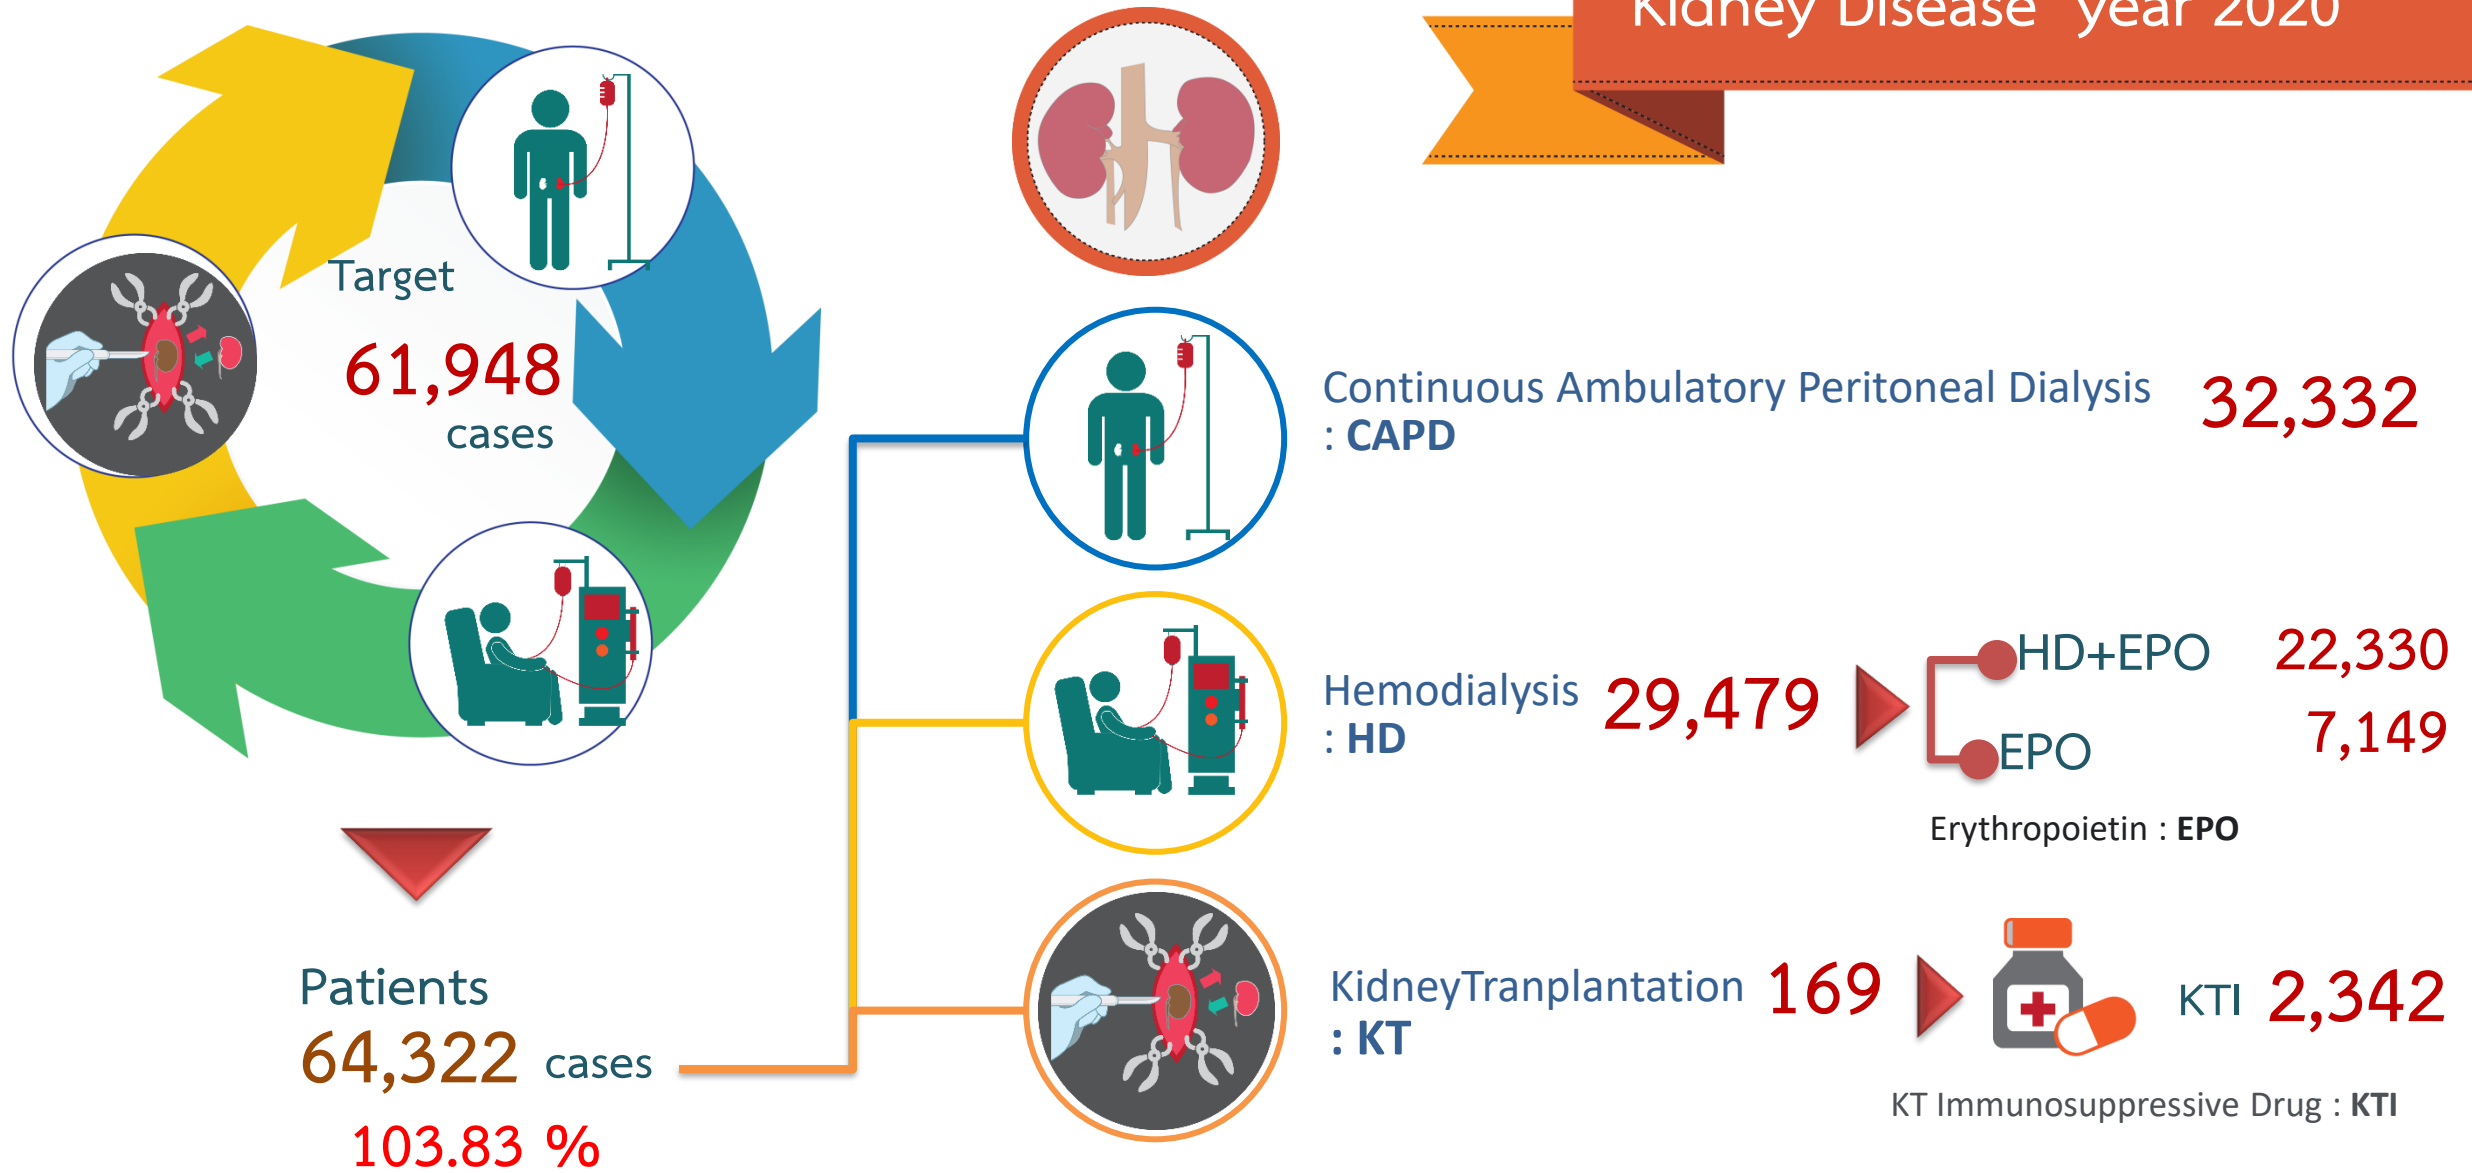 Kidney Disease year 2020
Target
61,948
cases
Patients
64,322 cases
103.83 %
Continuous Ambulatory Peritoneal Dialysis
: CAPD
32,332
Hemodialysis
: HD
29,479
HD+EPO 22,330
EPO 7,149
Erythropoietin : EPO
KidneyTranplantation
: KT
169
KTI 2,342
KT Immunosuppressive Drug : KTI